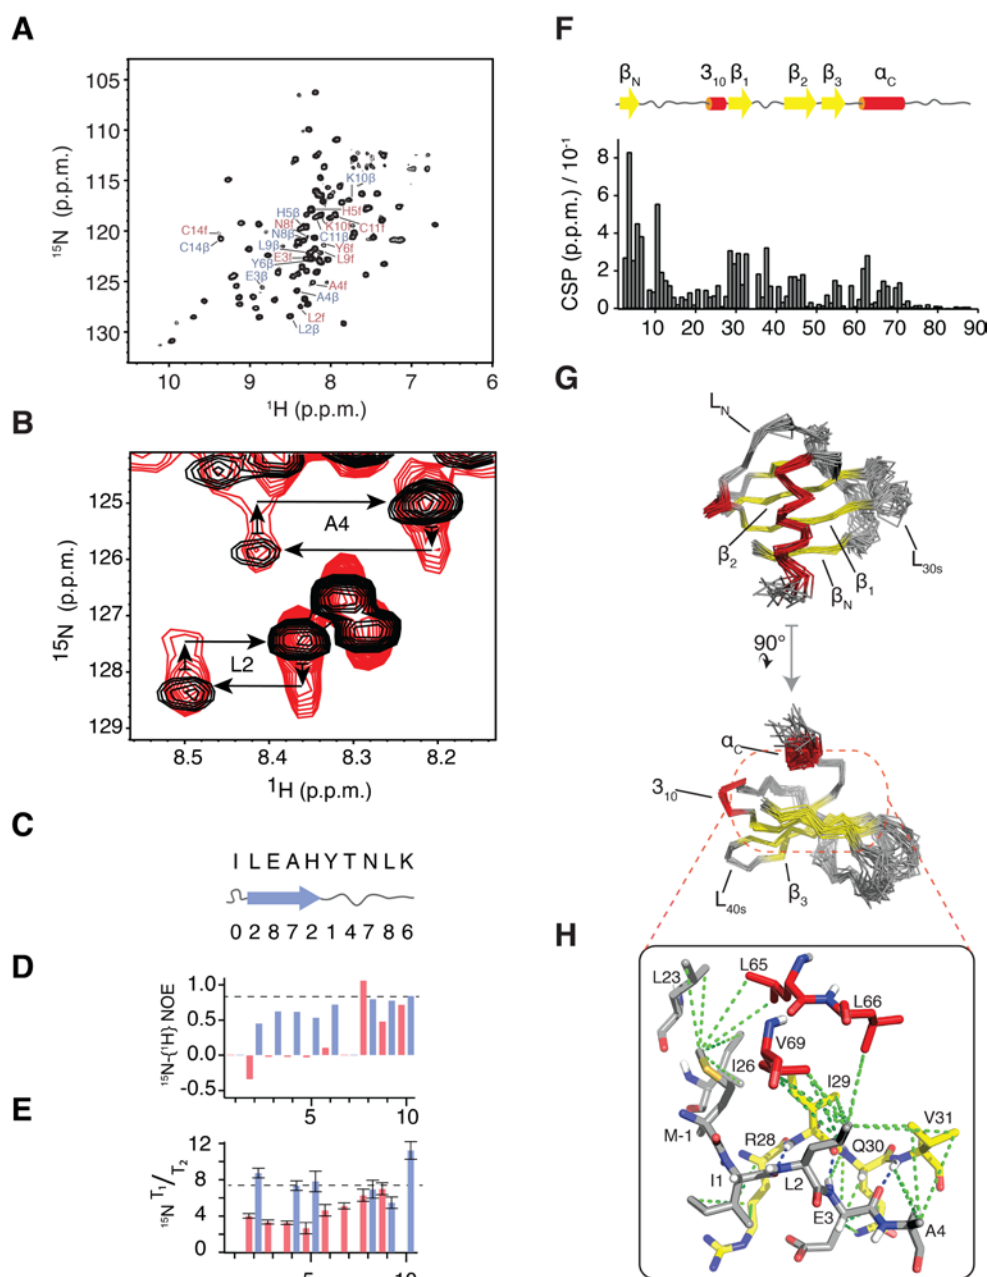 A
105
110
115
120
125
130
¹⁵N (p.p.m.)
K10β
H5β
H5f
N8f
K10f
C11f
C14f
N8β
C11β
C14β
L9β
Y6f
E3f
L9f
Y6β
E3β
A4f
A4β
L2f
L2β
10 9 8 7 6
¹H (p.p.m.)
B
125
126
127
128
129
15N (p.p.m.)
A4
L2
8.5 8.4 8.3 8.2
¹H (p.p.m.)
C
I L E A H Y T N L K
0 2 8 7 2 1 4 7 8 6
D
¹⁵N-{¹H} NOE
1.0
0.5
0
-0.5
5 10
E
¹⁵N T₁/T₂
12
8
4
0
5 10
F
βN 3₁₀ β₁ β₂ β₃ αC
CSP (p.p.m.) / 10⁻¹
8
6
4
2
0
10 20 30 40 50 60 70 80 90
G
LN
β₂
L30s
β₁
βN
90°
αC
3₁₀
L40s
β₃
H
L23
L65
L66
V69
I26
I29
V31
M-1
R28
Q30
I1
L2
E3
A4